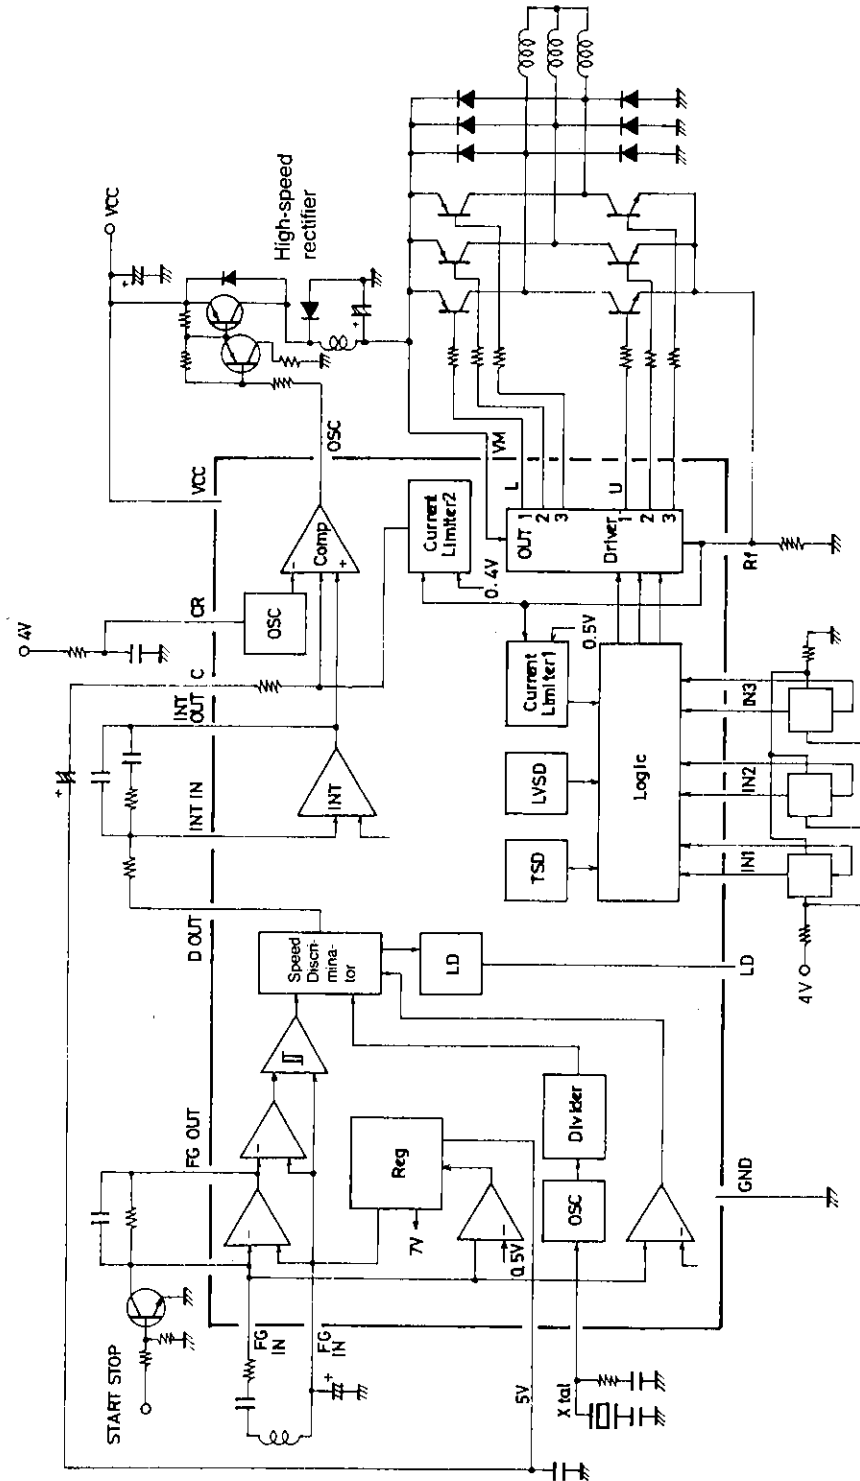 START STOP
FG OUT
D OUT
INT IN
INT
OUT
C
CR
4V
VCC
VCC
High-speed
rectifier
OSC
FG
IN
FG
IN
Speed
Discri-
mina-
tor
LD
INT
OSC
Comp
-
+
Current
Limiter2
0.4V
VM
L
U
OUT 1
2
3
Driver
1
2
3
Rf
Reg
7V
0.5V
5V
X tal
OSC
Divider
GND
LD
TSD
LVSD
Current
Limiter1
0.5V
Logic
IN1
IN2
IN3
4V